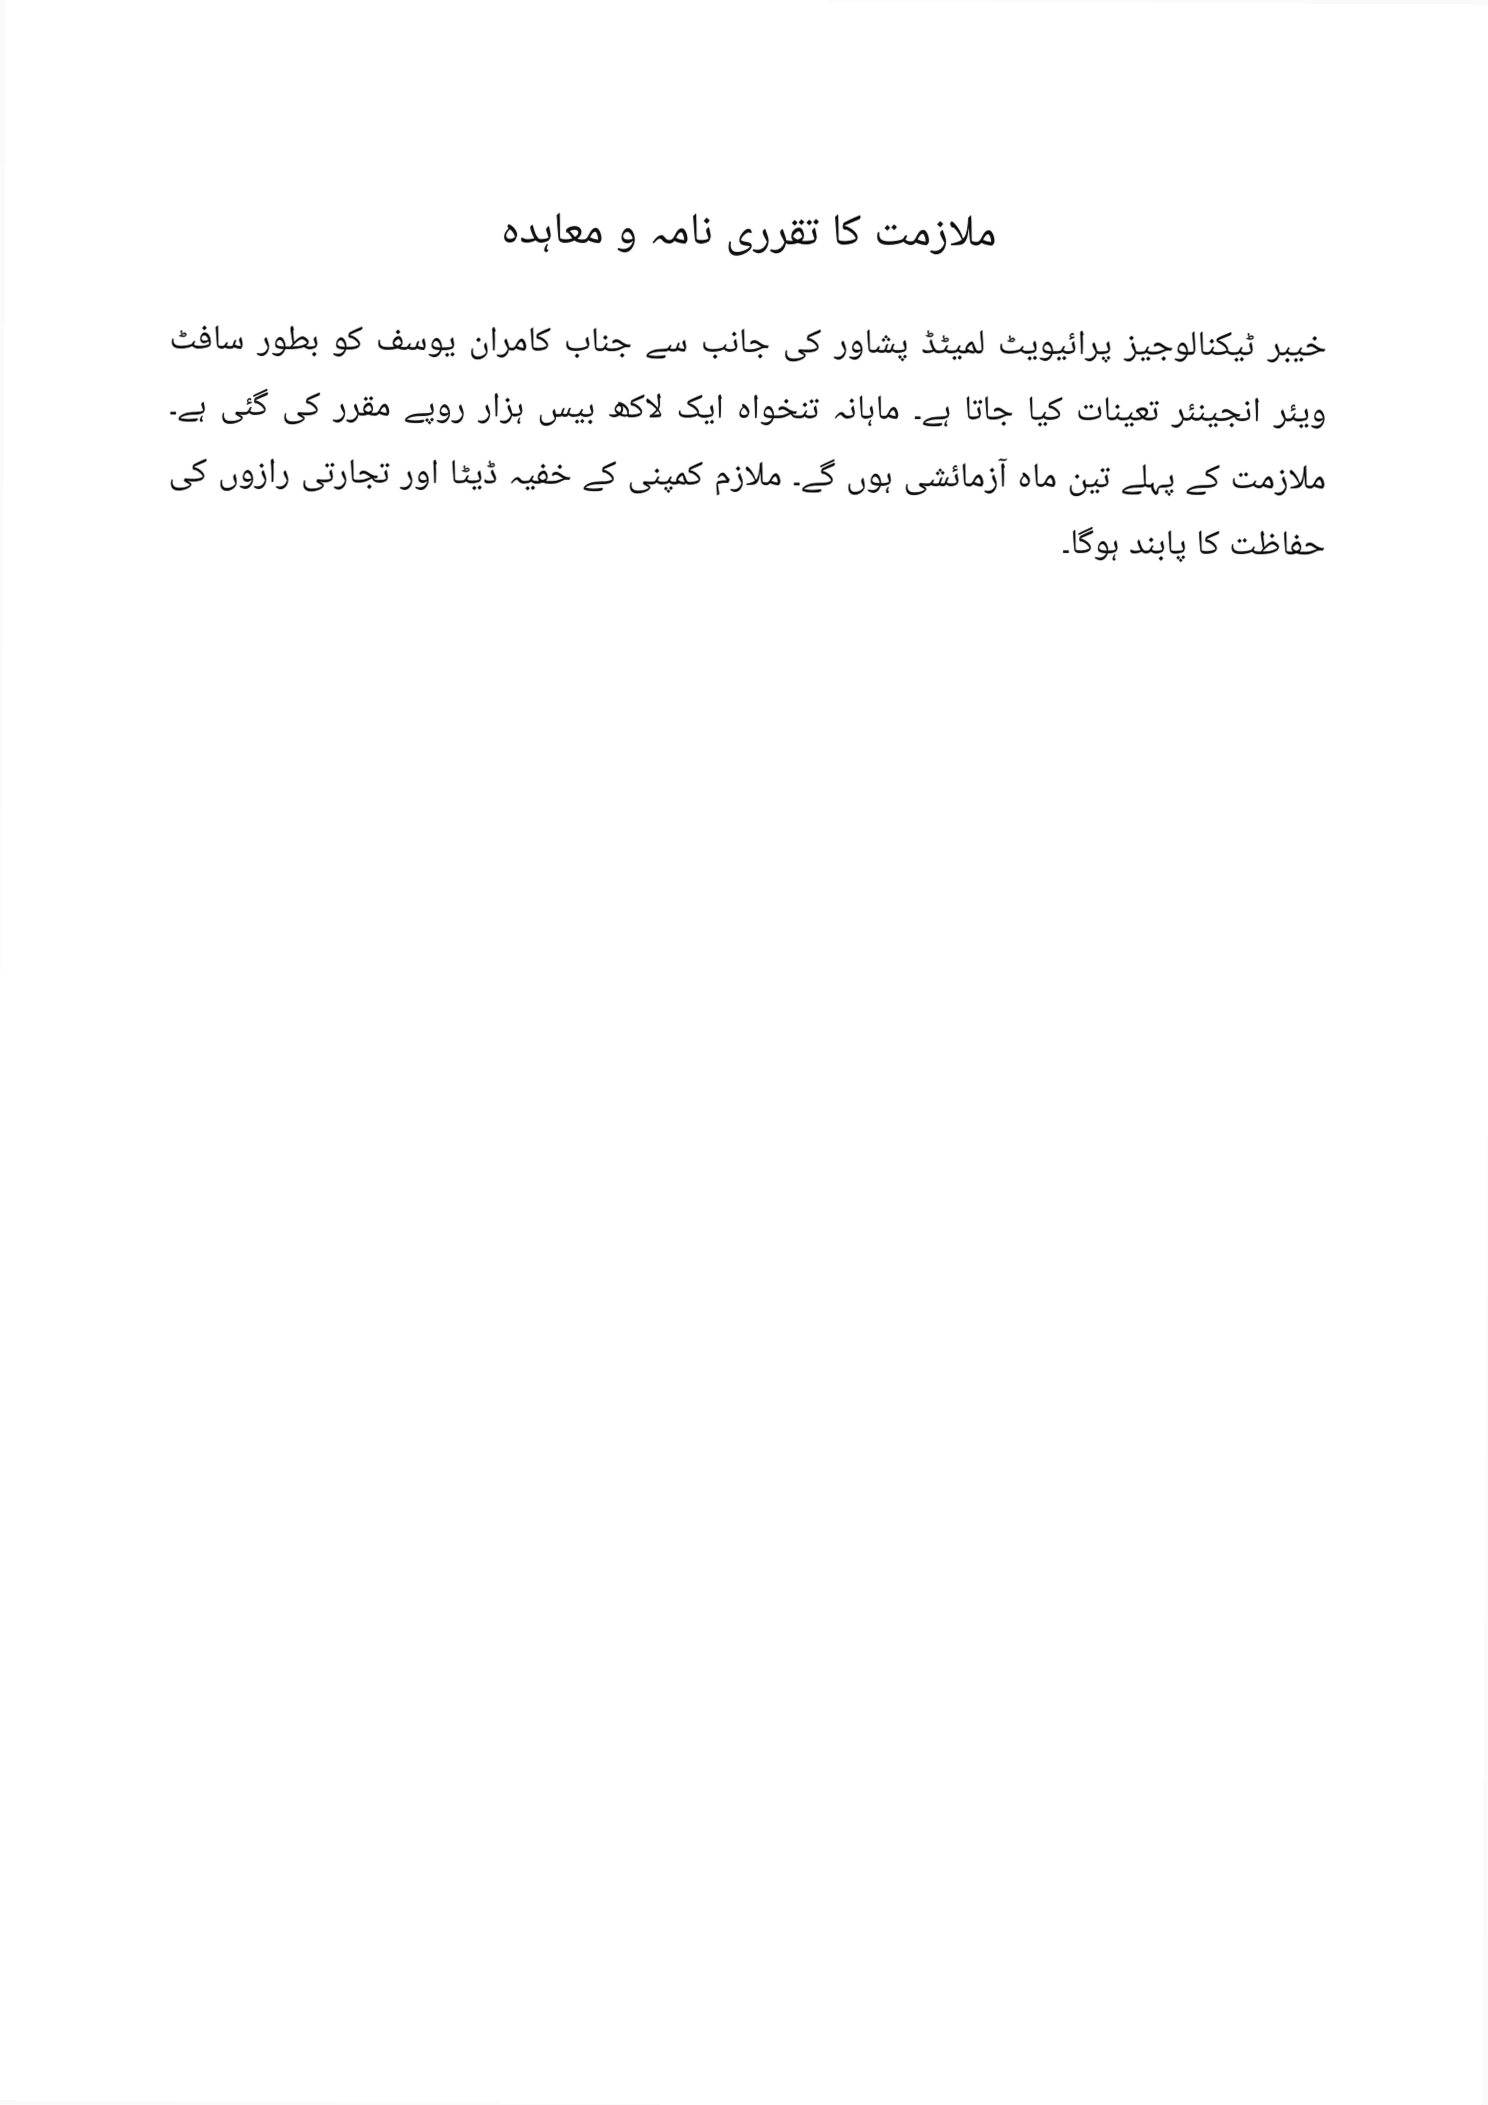 ملازمت کا تقرری نامہ و معاہدہ
خیبر ٹیکنالوجیز پرائیویٹ لمیٹڈ پشاور کی جانب سے جناب کامران یوسف کو بطور سافٹ
ویئر انجینئر تعینات کیا جاتا ہے۔ ماہانہ تنخواہ ایک لاکھ بیس ہزار روپے مقرر کی گئی ہے۔
ملازمت کے پہلے تین ماہ آزمائشی ہوں گے۔ ملازم کمپنی کے خفیہ ڈیٹا اور تجارتی رازوں کی
حفاظت کا پابند ہوگا۔